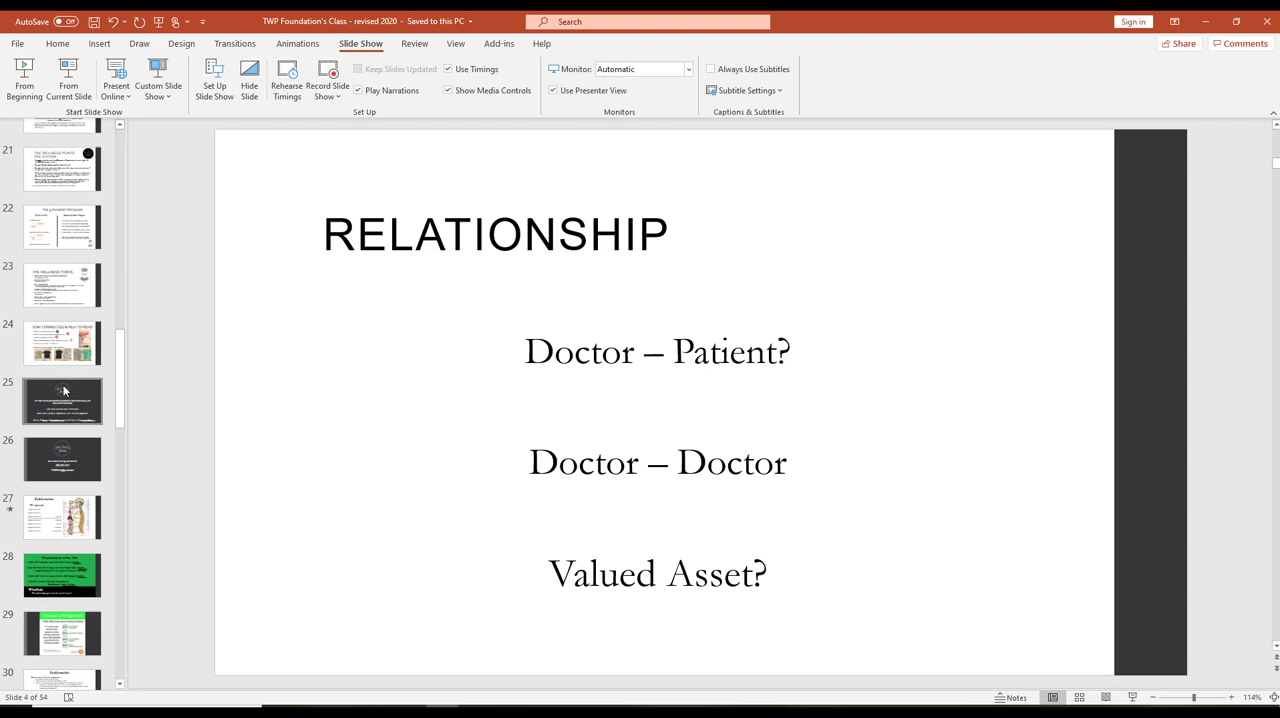 AutoSave Off TWP Foundation's Class - revised 2020 - Saved to this PC Search Sign in
File Home Insert Draw Design Transitions Animations Slide Show Review View Add-ins Help Share Comments
From Beginning
From Current Slide
Present Online
Custom Slide Show
Set Up Slide Show
Hide Slide
Rehearse Timings
Record Slide Show
Keep Slides Updated
Play Narrations
Use Timings
Show Media Controls
Monitor: Automatic
Use Presenter View
Always Use Subtitles
Subtitle Settings
Start Slide Show Set Up Monitors Captions & Subtitles
21
22
23
24
25
26
27
28
29
30
RELATIONSHIP
Doctor – Patient?
Doctor – Doctor
Valued Asset?
Slide 4 of 54 Notes 114%